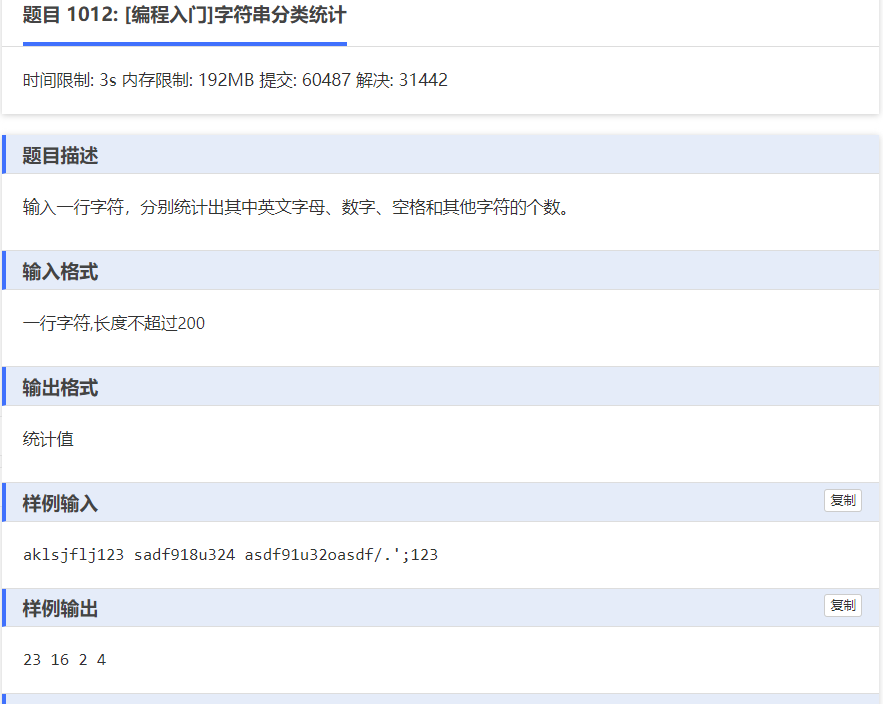 题目 1012: [编程入门]字符串分类统计
时间限制: 3s 内存限制: 192MB 提交: 60487 解决: 31442
题目描述
输入一行字符，分别统计出其中英文字母、数字、空格和其他字符的个数。
输入格式
一行字符,长度不超过200
输出格式
统计值
样例输入
复制
aklsjflj123 sadf918u324 asdf91u32oasdf/.';123
样例输出
复制
23 16 2 4